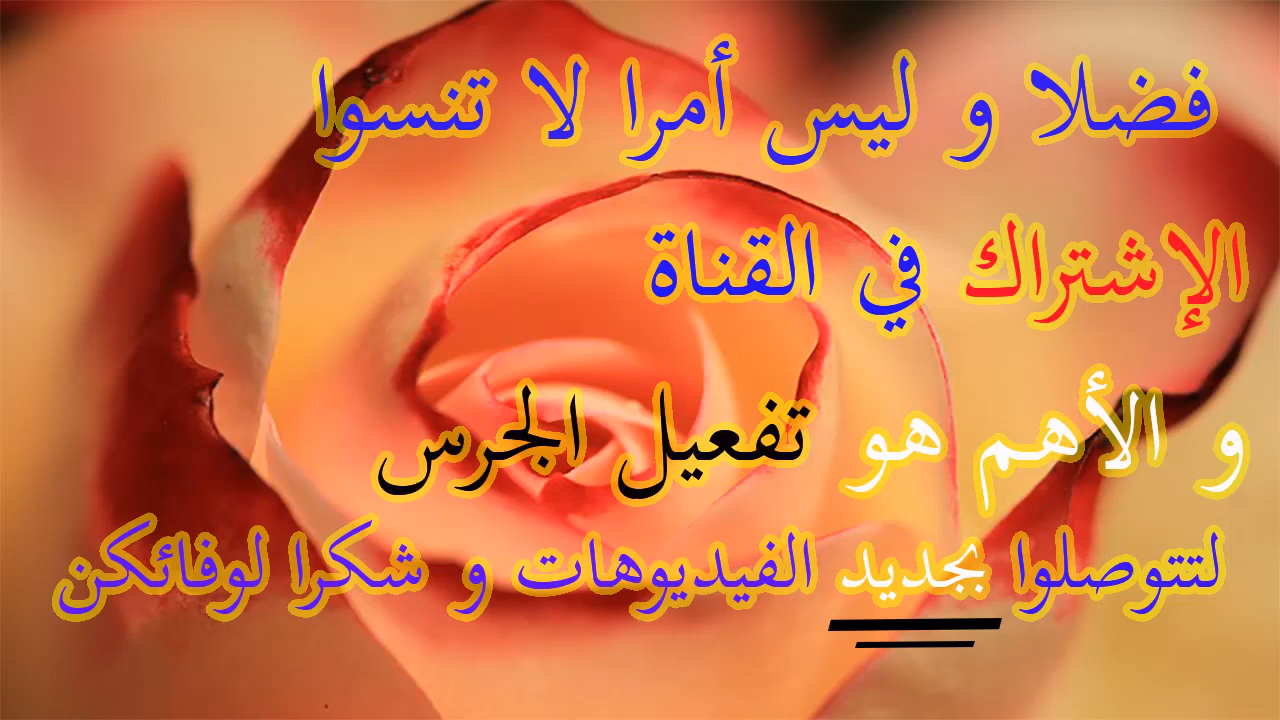 فضلا و ليس أمرا لا تنسوا
الإشتراك في القناة
و الأهم هو تفعيل الجرس
لتتوصلوا بجديد الفيديوهات و شكرا لوفائكن